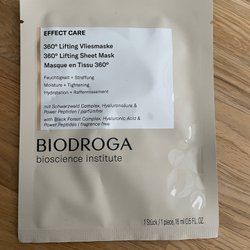 EFFECT CARE
360° Lifting Vliesmaske
360° Lifting Sheet Mask
Masque en Tissu 360°
Feuchtigkeit + Straffung
Moisture + Tightening
Hydratation + Raffermissement
mit Schwarzwald Complex, Hyaluronsäure &
Power Peptiden / parfümfrei
with Black Forest Complex, Hyaluronic Acid &
Power Peptides / fragrance free
BIODROGA
bioscience institute
1 Stück / 1 piece, 16 ml (0.5 FL. OZ.